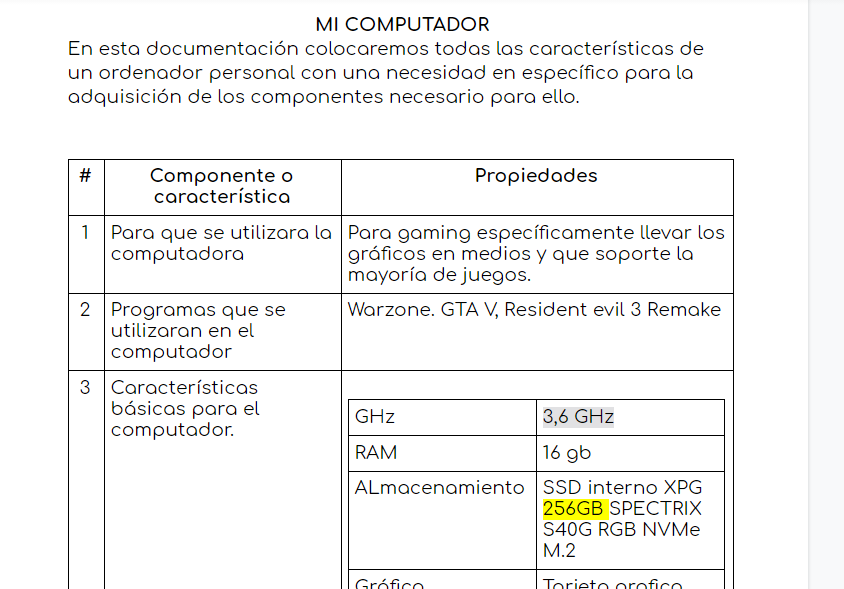 MI COMPUTADOR
En esta documentación colocaremos todas las características de
un ordenador personal con una necesidad en específico para la
adquisición de los componentes necesario para ello.
#
Componente o
característica
Propiedades
1
Para que se utilizara la
computadora
Para gaming específicamente llevar los
gráficos en medios y que soporte la
mayoría de juegos.
2
Programas que se
utilizaran en el
computador
Warzone. GTA V, Resident evil 3 Remake
3
Características
básicas para el
computador.
GHz
3,6 GHz
RAM
16 gb
ALmacenamiento
SSD interno XPG
256GB SPECTRIX
S40G RGB NVMe
M.2
Gráfica
Tarjeta grafica